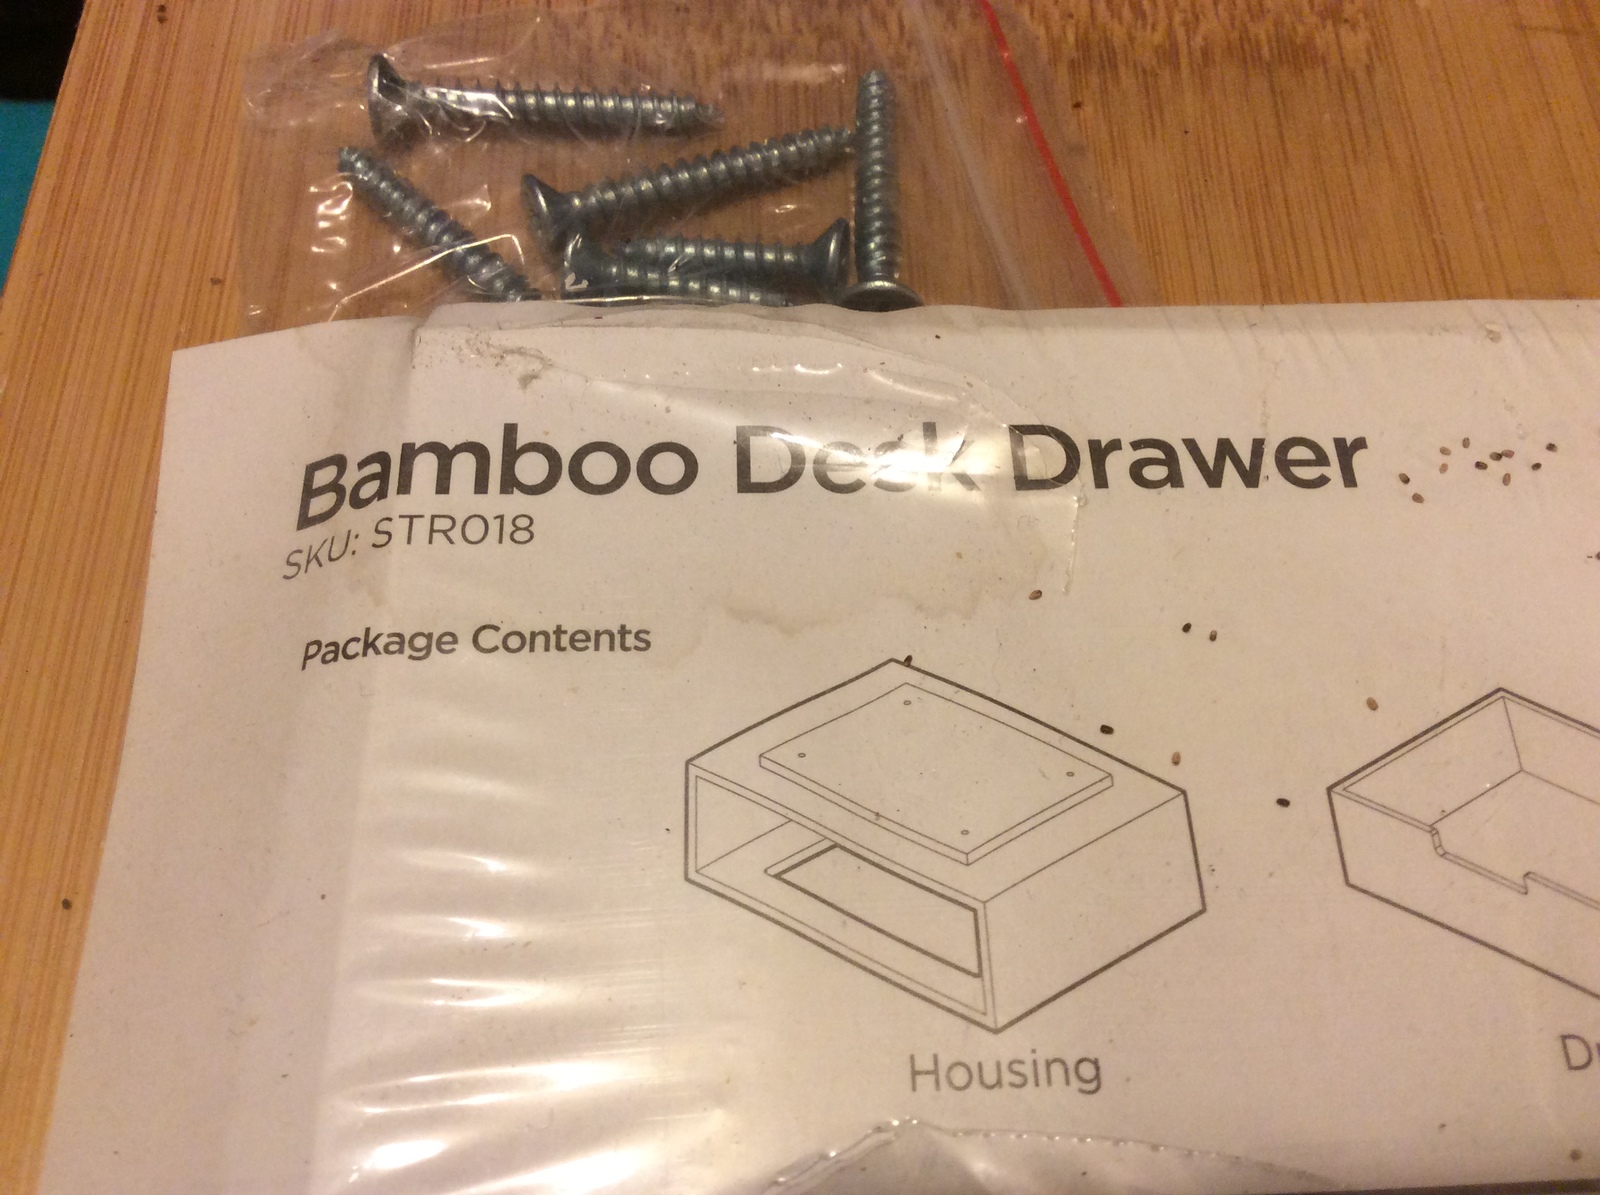 Bamboo Desk Drawer
SKU: STR018
Package Contents
Housing